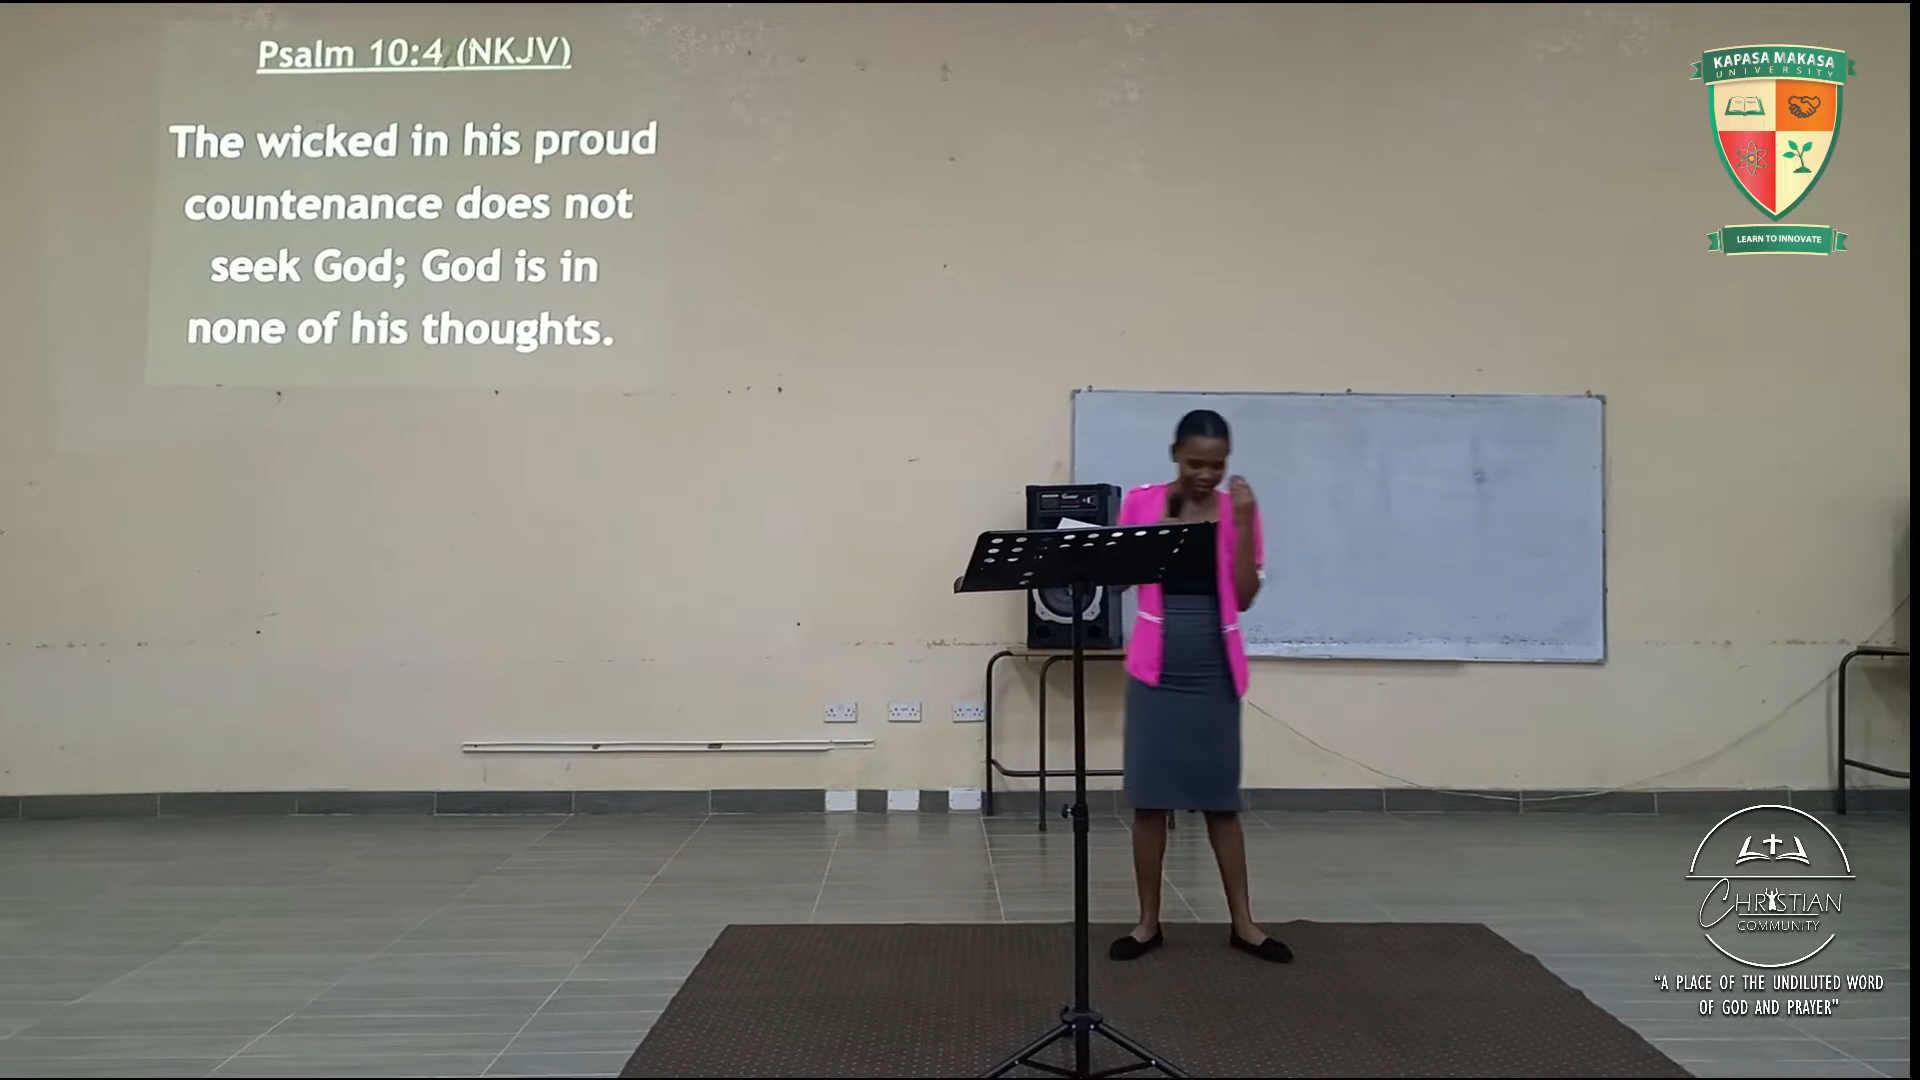 Psalm 10:4 (NKJV)
The wicked in his proud
countenance does not
seek God; God is in
none of his thoughts.
KAPASA MAKASA
UNIVERSITY
LEARN TO INNOVATE
CHRISTIAN
COMMUNITY
"A PLACE OF THE UNDILUTED WORD
OF GOD AND PRAYER"